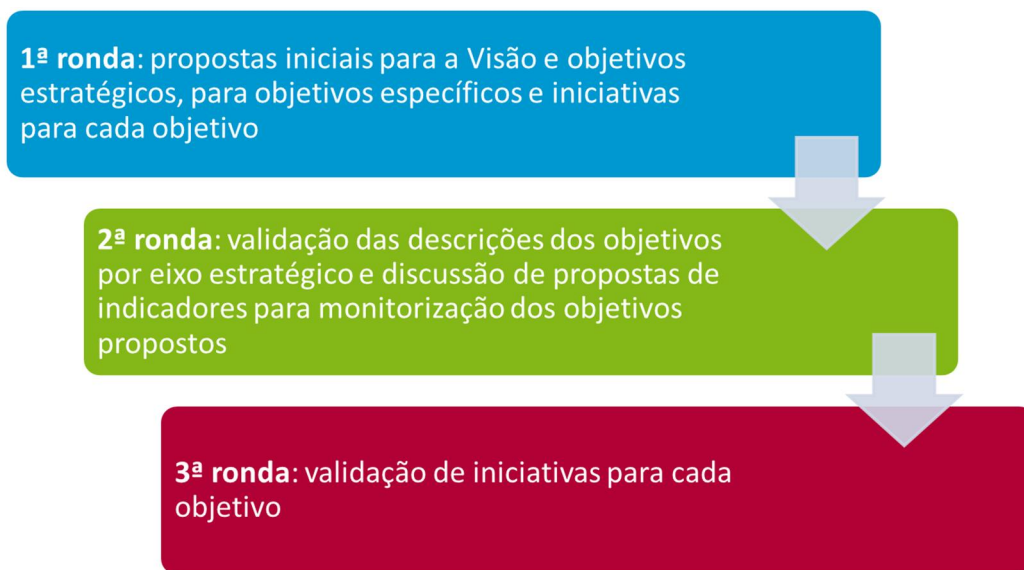 1ª ronda: propostas iniciais para a Visão e objetivos
estratégicos, para objetivos específicos e iniciativas
para cada objetivo
2ª ronda: validação das descrições dos objetivos
por eixo estratégico e discussão de propostas de
indicadores para monitorização dos objetivos
propostos
3ª ronda: validação de iniciativas para cada
objetivo